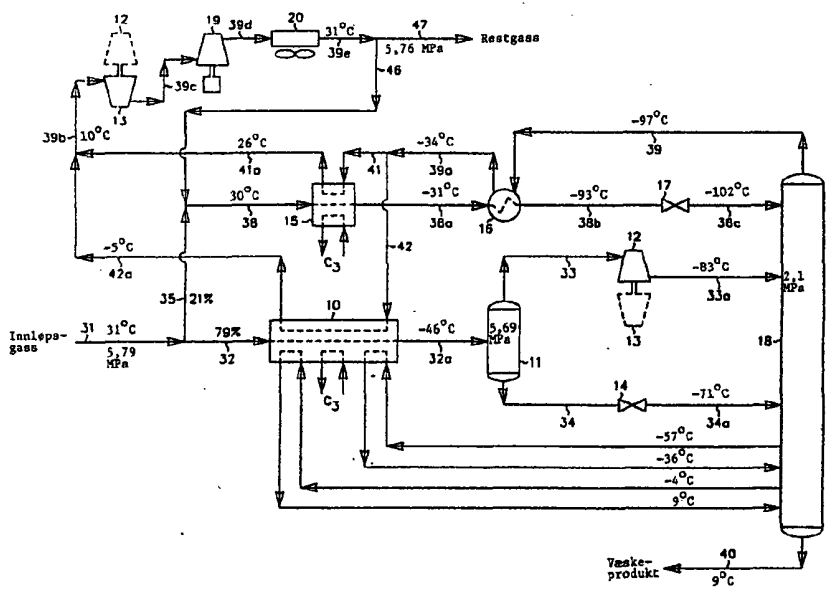 12
19
39d
20
31°C
39e
47
5,76 MPa
Restgass
46
39c
13
39b
10°C
26°C
41a
41
-34°C
39a
-97°C
39
30°C
38
15
-31°C
38a
16
-93°C
38b
17
-102°C
38c
C3
42
-5°C
42a
33
12
-83°C
33a
2,1
MPa
13
18
35
21%
10
Innløps-
gass
31
31°C
5,79
MPa
79%
32
-46°C
32a
5,69
MPa
11
C3
34
14
-71°C
34a
-57°C
-36°C
-4°C
9°C
Væske-
produkt
40
9°C